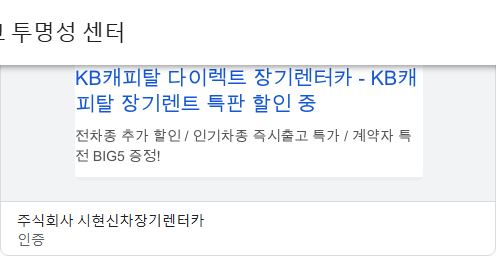 투명성 센터
KB캐피탈 다이렉트 장기렌터카 - KB캐
피탈 장기렌트 특판 할인 중
전차종 추가 할인 / 인기차종 즉시출고 특가 / 계약자 특
전 BIG5 증정!
주식회사 시현신차장기렌터카
인증